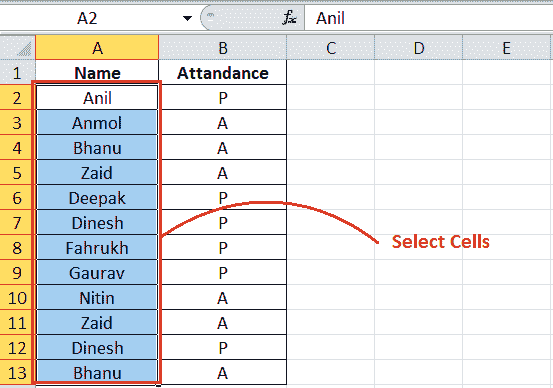 A2 fx Anil
A B C D E
1 Name Attandance
2 Anil P
3 Anmol A
4 Bhanu A
5 Zaid A
6 Deepak P
7 Dinesh P
Select Cells
8 Fahrukh P
9 Gaurav P
10 Nitin A
11 Zaid A
12 Dinesh P
13 Bhanu A